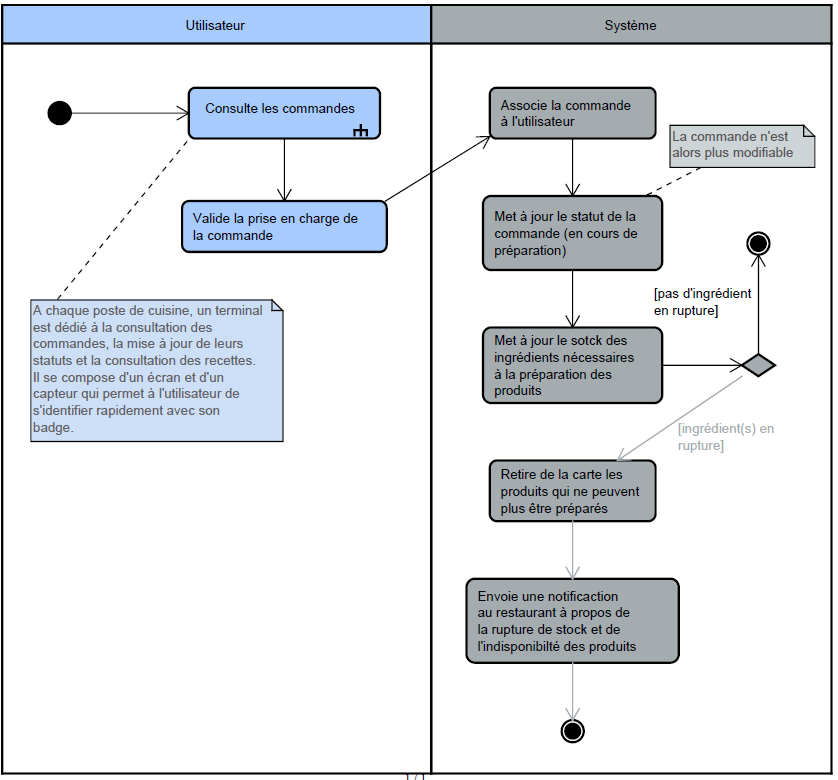 Utilisateur
Système
Consulte les commandes
Valide la prise en charge de
la commande
A chaque poste de cuisine, un terminal
est dédié à la consultation des
commandes, la mise à jour de leurs
statuts et la consultation des recettes.
Il se compose d'un écran et d'un
capteur qui permet à l'utilisateur de
s'identifier rapidement avec son
badge.
Associe la commande
à l'utilisateur
La commande n'est
alors plus modifiable
Met à jour le statut de la
commande (en cours de
préparation)
[pas d'ingrédient
en rupture]
Met à jour le sotck des
ingrédients nécessaires
à la préparation des
produits
[ingrédient(s) en
rupture]
Retire de la carte les
produits qui ne peuvent
plus être préparés
Envoie une notificaction
au restaurant à propos de
la rupture de stock et de
l'indisponibilté des produits
1 / 1